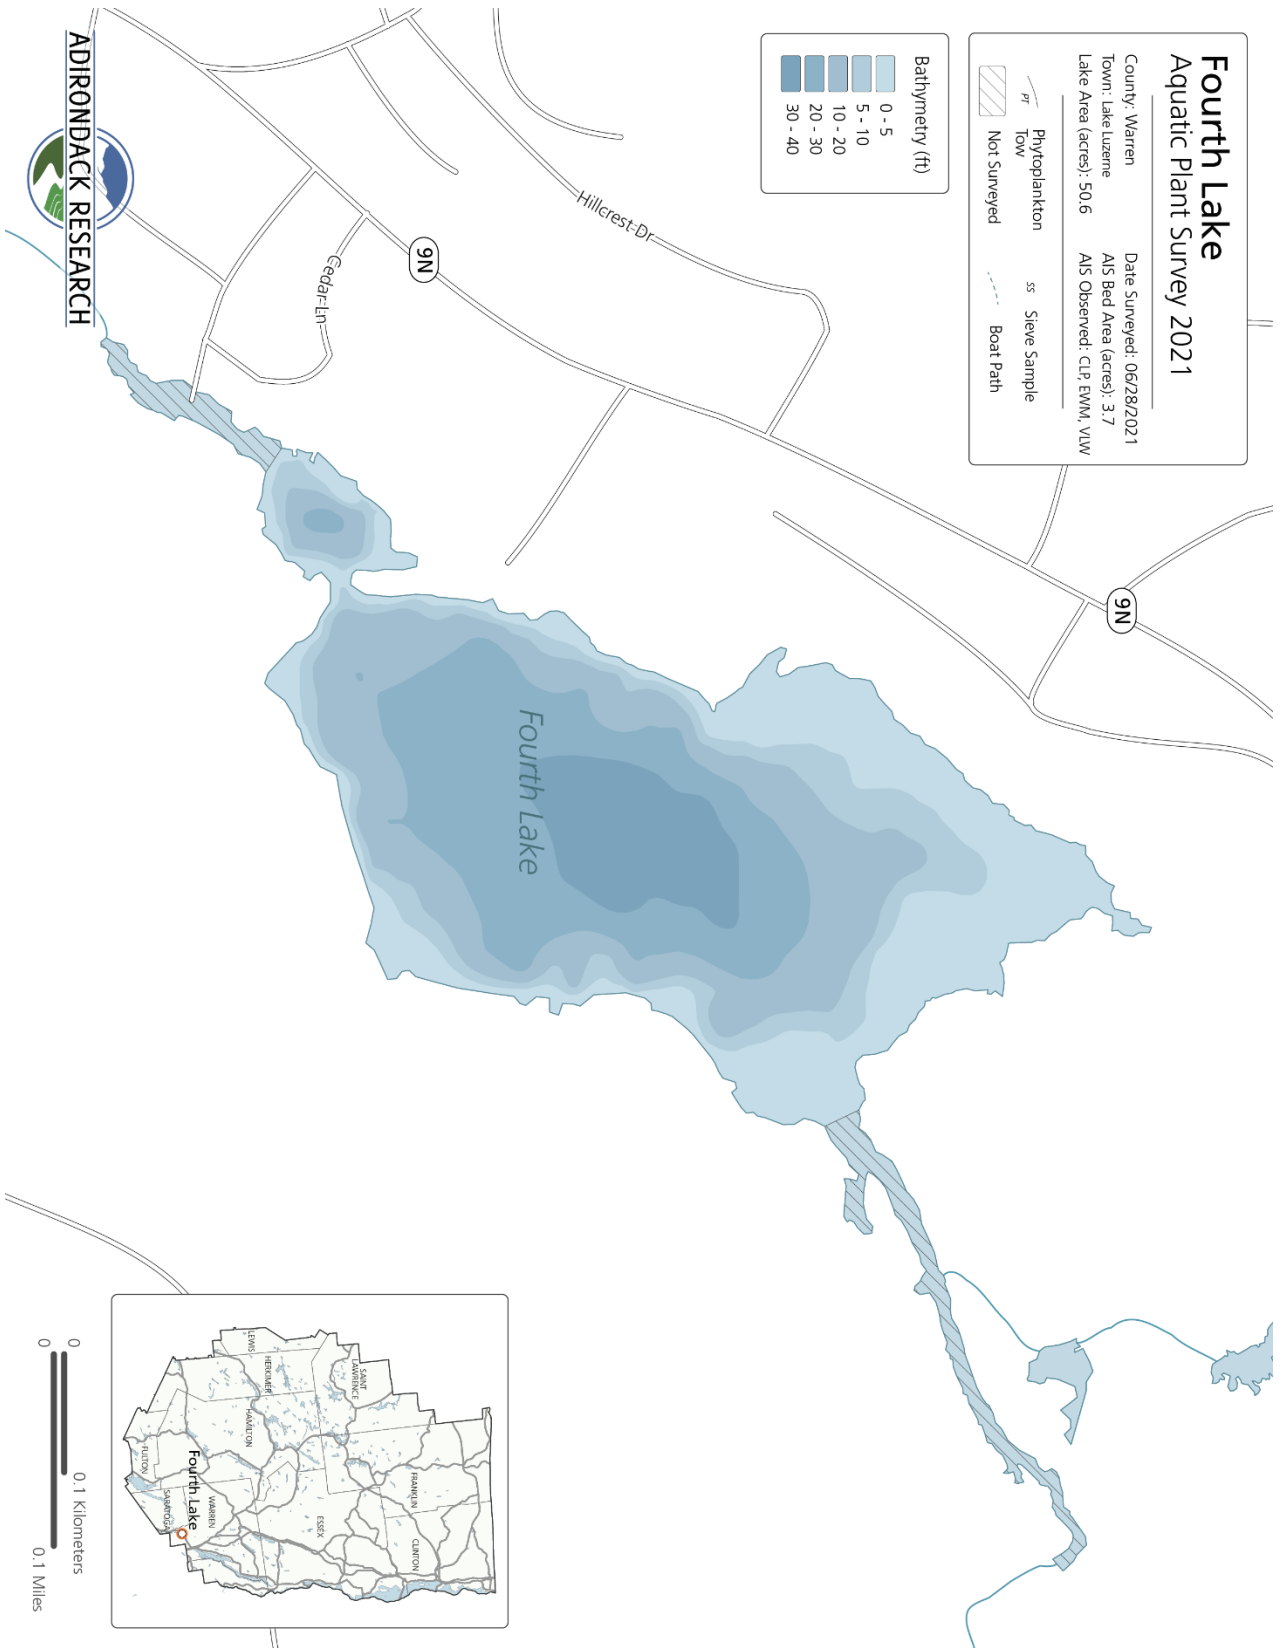 Fourth Lake
Aquatic Plant Survey 2021
County: Warren
Town: Lake Luzerne
Lake Area (acres): 50.6
Date Surveyed: 06/28/2021
AIS Bed Area (acres): 3.7
AIS Observed: CLP, EWM, VLW
PT
Phytoplankton
Tow
SS
Sieve Sample
Not Surveyed
Boat Path
Bathymetry (ft)
0 - 5
5 - 10
10 - 20
20 - 30
30 - 40
Hillcrest Dr
9N
9N
Cedar Ln
Fourth Lake
ADIRONDACK RESEARCH
SAINT
LAWRENCE
FRANKLIN
CLINTON
ESSEX
LEWIS
HERKIMER
HAMILTON
WARREN
Fourth Lake
FULTON
SARATOGA
0
0.1 Kilometers
0
0.1 Miles